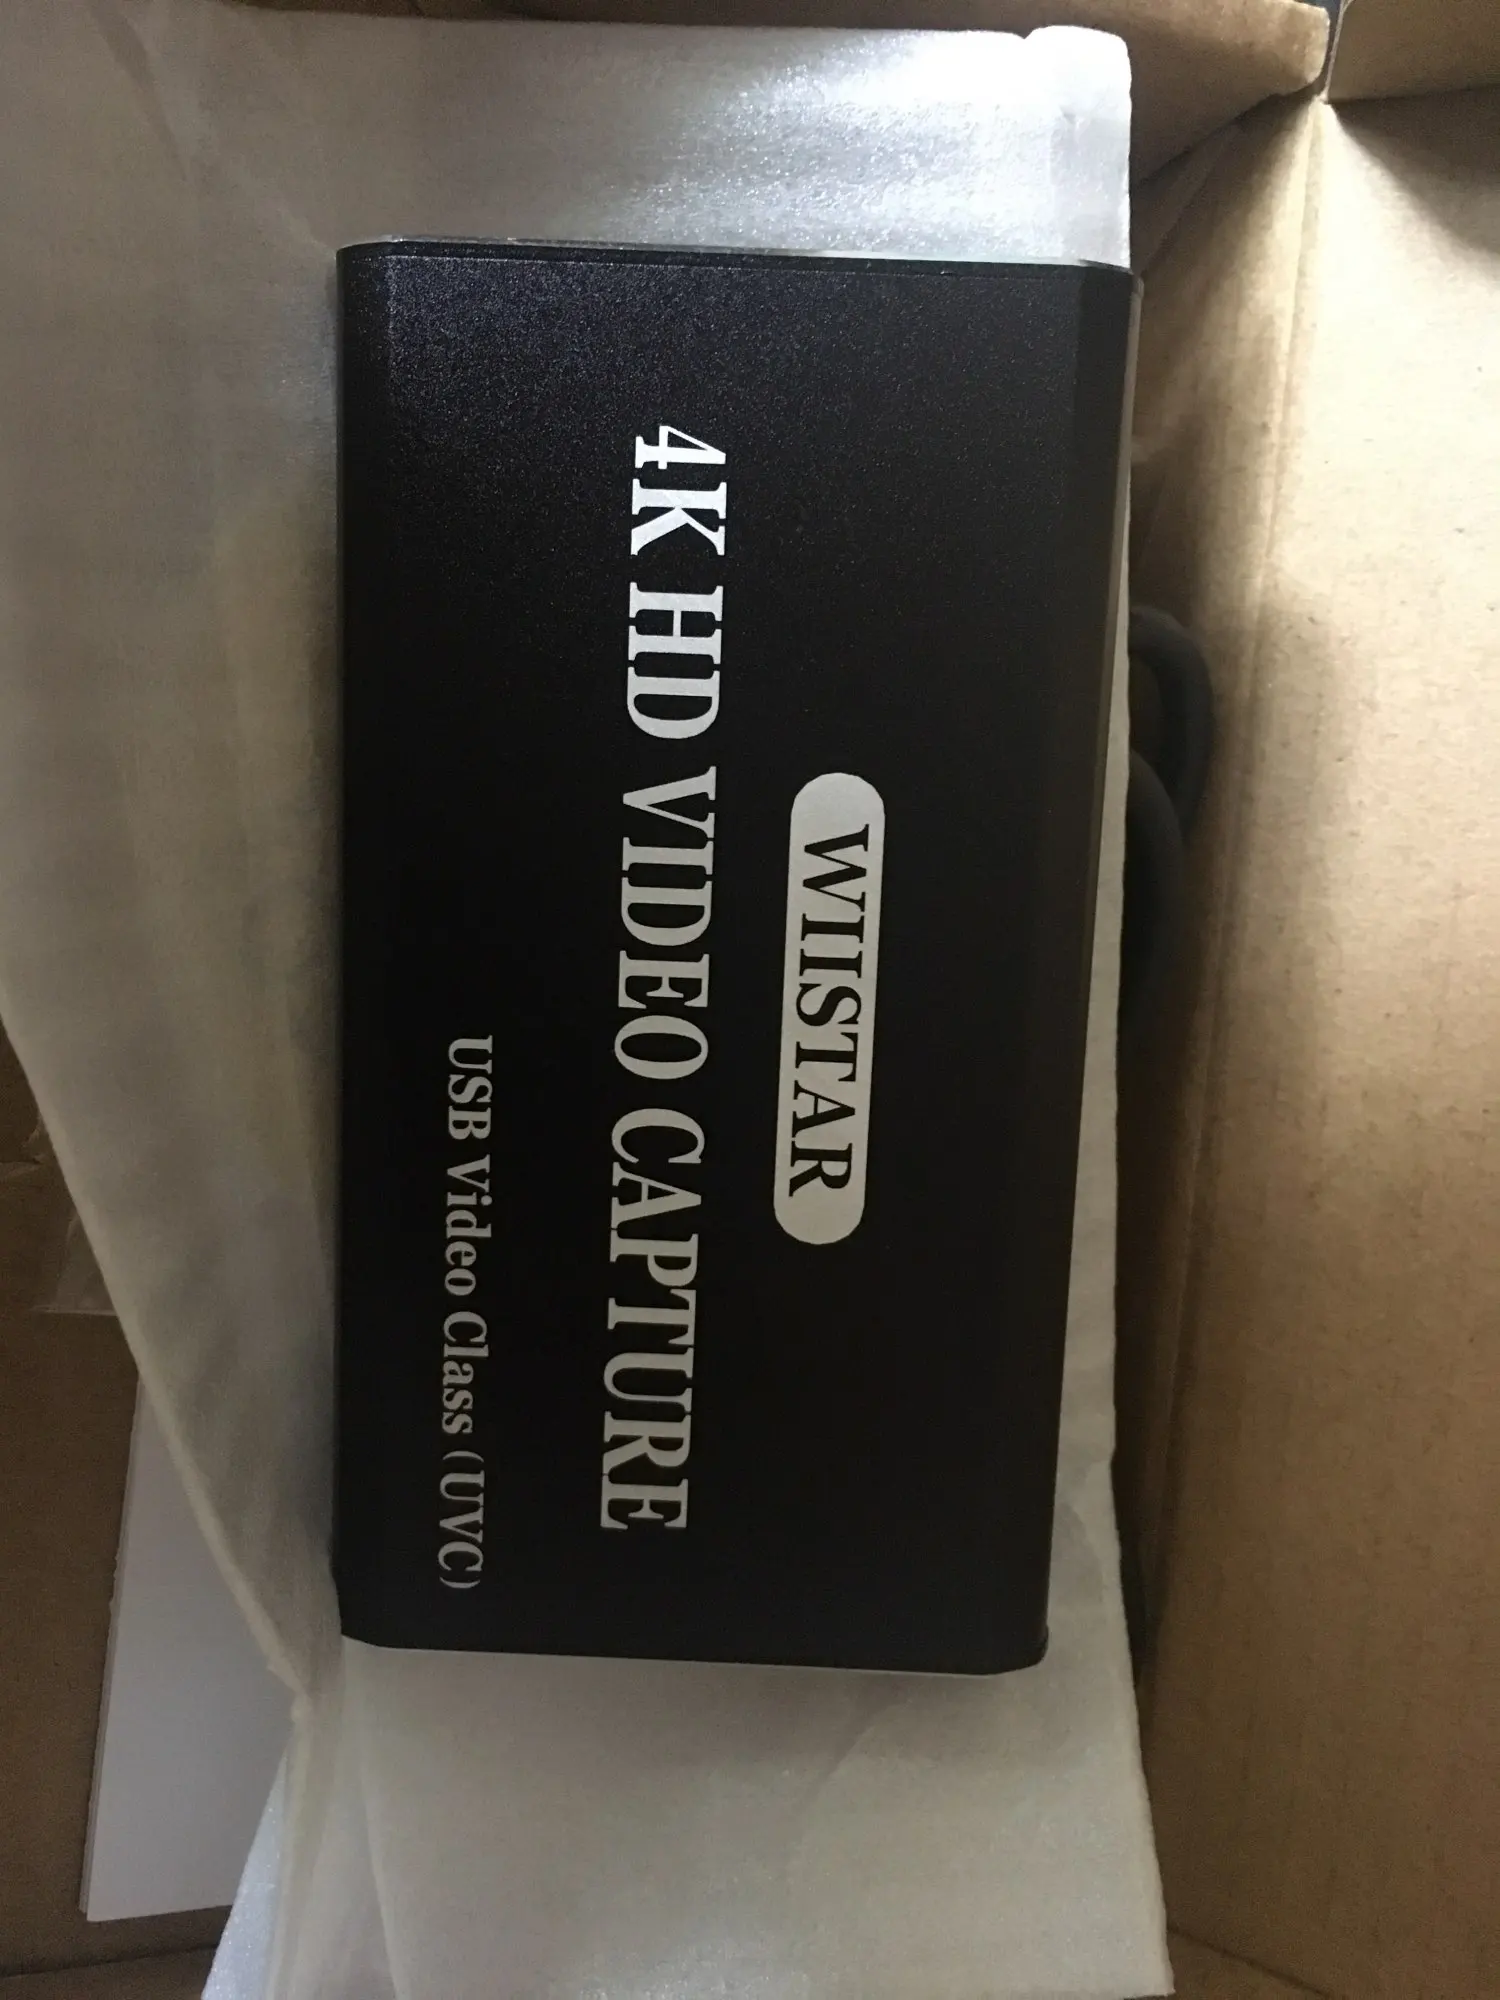 WIISTAR
4K HD VIDEO CAPTURE
USB Video Class (UVC)